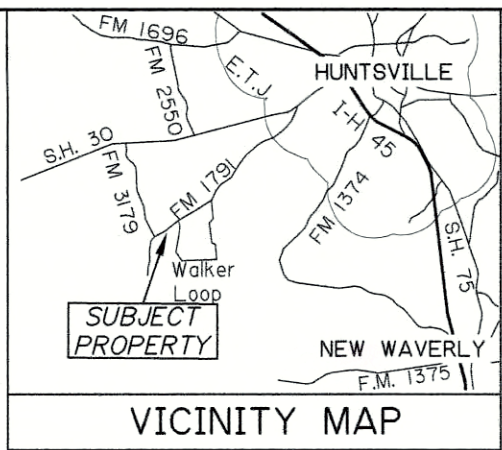 FM 1696
FM 2550
E.T.J
HUNTSVILLE
I-H 45
S.H. 30
FM 3179
FM 1791
FM 1374
S.H. 75
Walker
Loop
SUBJECT
PROPERTY
NEW WAVERLY
F.M. 1375
VICINITY MAP